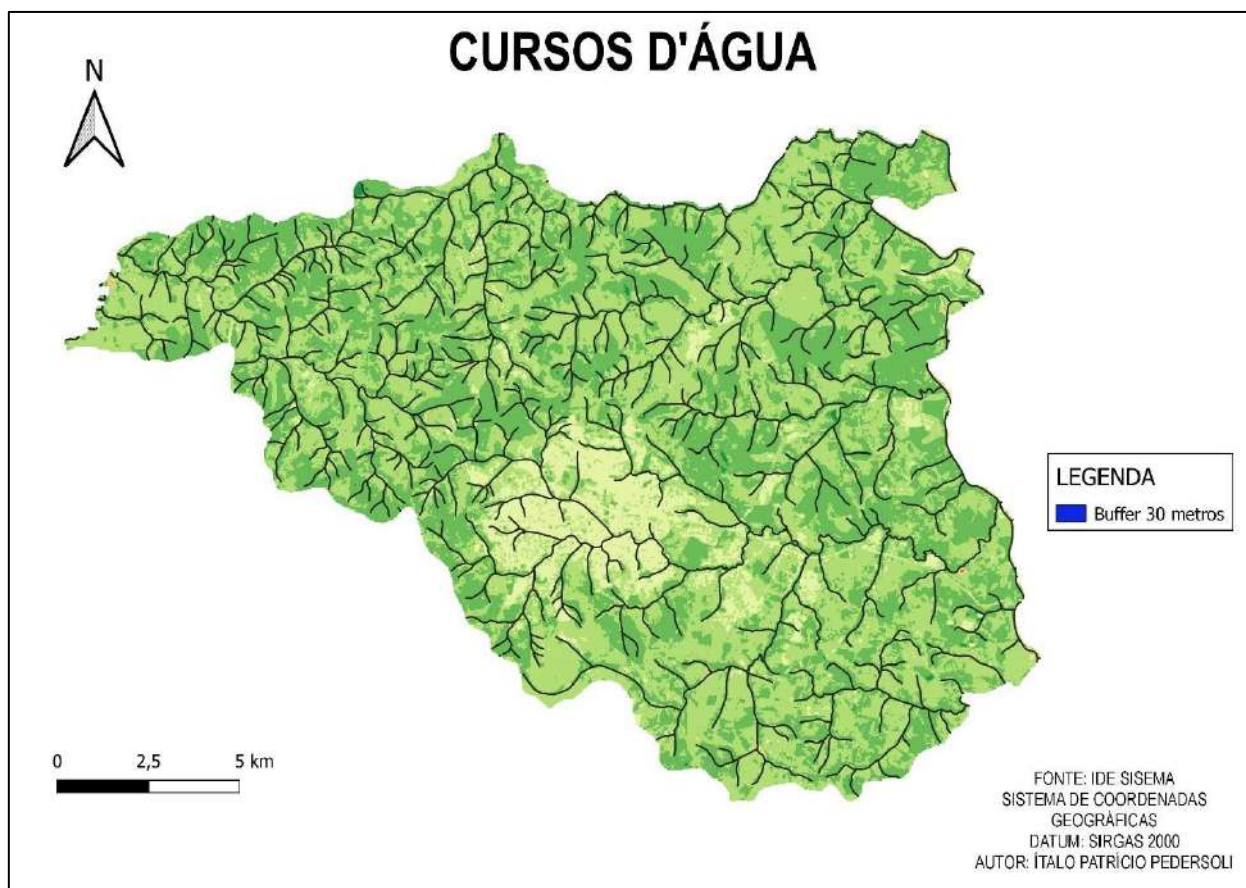 CURSOS D'ÁGUA
N
LEGENDA
Buffer 30 metros
0 2,5 5 km
FONTE: IDE SISEMA
SISTEMA DE COORDENADAS
GEOGRÁFICAS
DATUM: SIRGAS 2000
AUTOR: ÍTALO PATRÍCIO PEDERSOLI